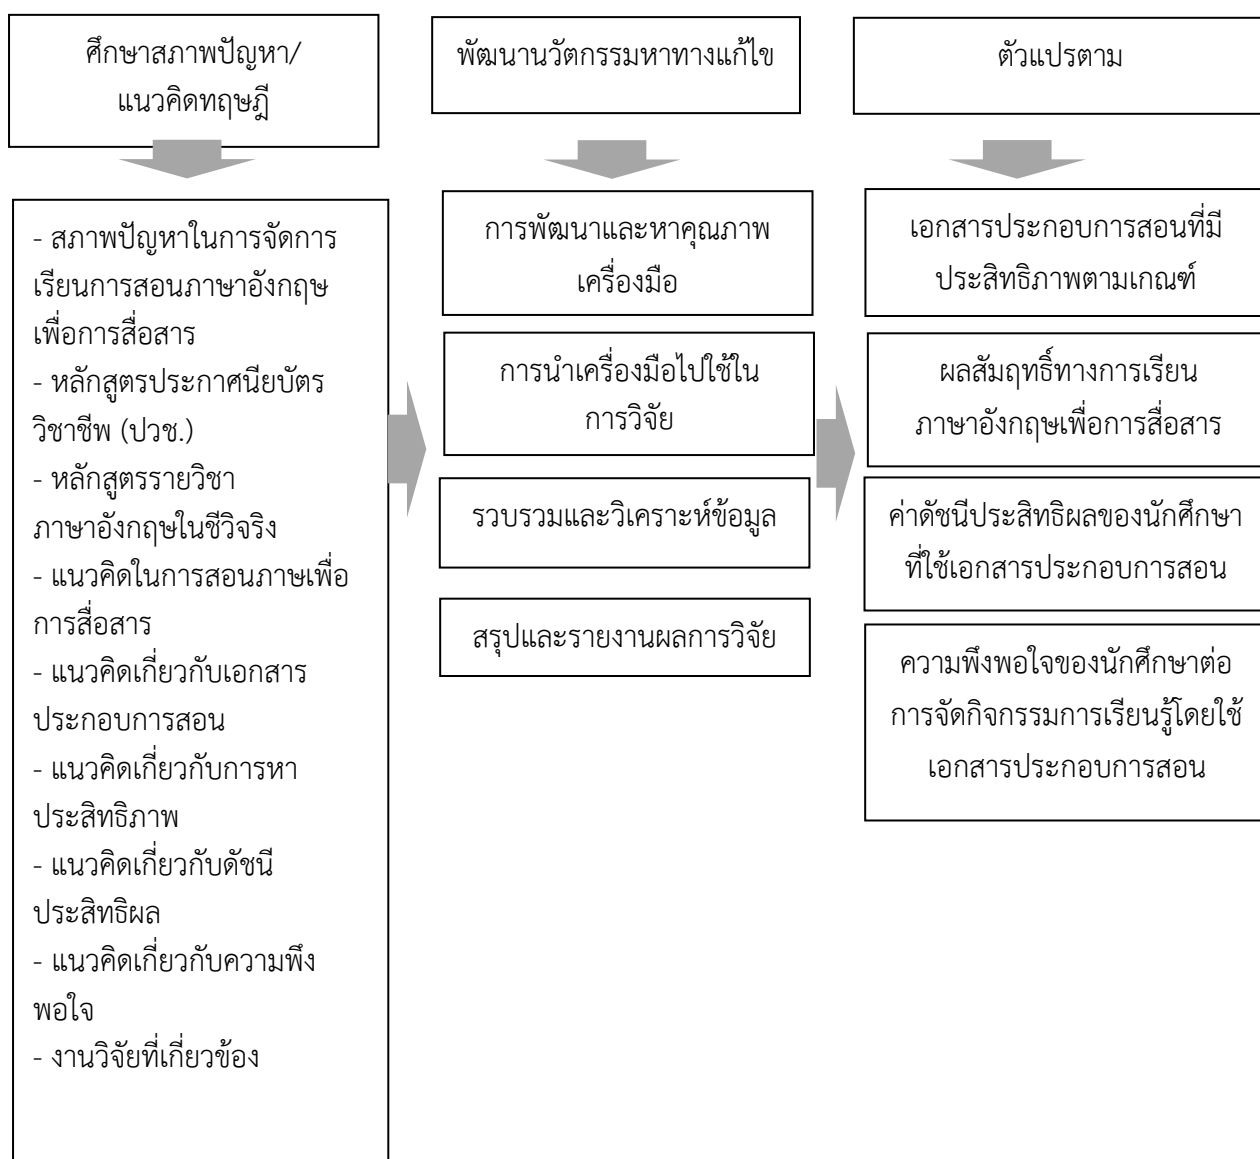 ศึกษาสภาพปัญหา/
แนวคิดทฤษฎี
พัฒนานวัตกรรมหาทางแก้ไข
ตัวแปรตาม
- สภาพปัญหาในการจัดการ
เรียนการสอนภาษาอังกฤษ
เพื่อการสื่อสาร
- หลักสูตรประกาศนียบัตร
วิชาชีพ (ปวช.)
- หลักสูตรรายวิชา
ภาษาอังกฤษในชีวิจริง
- แนวคิดในการสอนภาษเพื่อ
การสื่อสาร
- แนวคิดเกี่ยวกับเอกสาร
ประกอบการสอน
- แนวคิดเกี่ยวกับการหา
ประสิทธิภาพ
- แนวคิดเกี่ยวกับดัชนี
ประสิทธิผล
- แนวคิดเกี่ยวกับความพึง
พอใจ
- งานวิจัยที่เกี่ยวข้อง
การพัฒนาและหาคุณภาพ
เครื่องมือ
การนำเครื่องมือไปใช้ใน
การวิจัย
รวบรวมและวิเคราะห์ข้อมูล
สรุปและรายงานผลการวิจัย
เอกสารประกอบการสอนที่มี
ประสิทธิภาพตามเกณฑ์
ผลสัมฤทธิ์ทางการเรียน
ภาษาอังกฤษเพื่อการสื่อสาร
ค่าดัชนีประสิทธิผลของนักศึกษา
ที่ใช้เอกสารประกอบการสอน
ความพึงพอใจของนักศึกษาต่อ
การจัดกิจกรรมการเรียนรู้โดยใช้
เอกสารประกอบการสอน